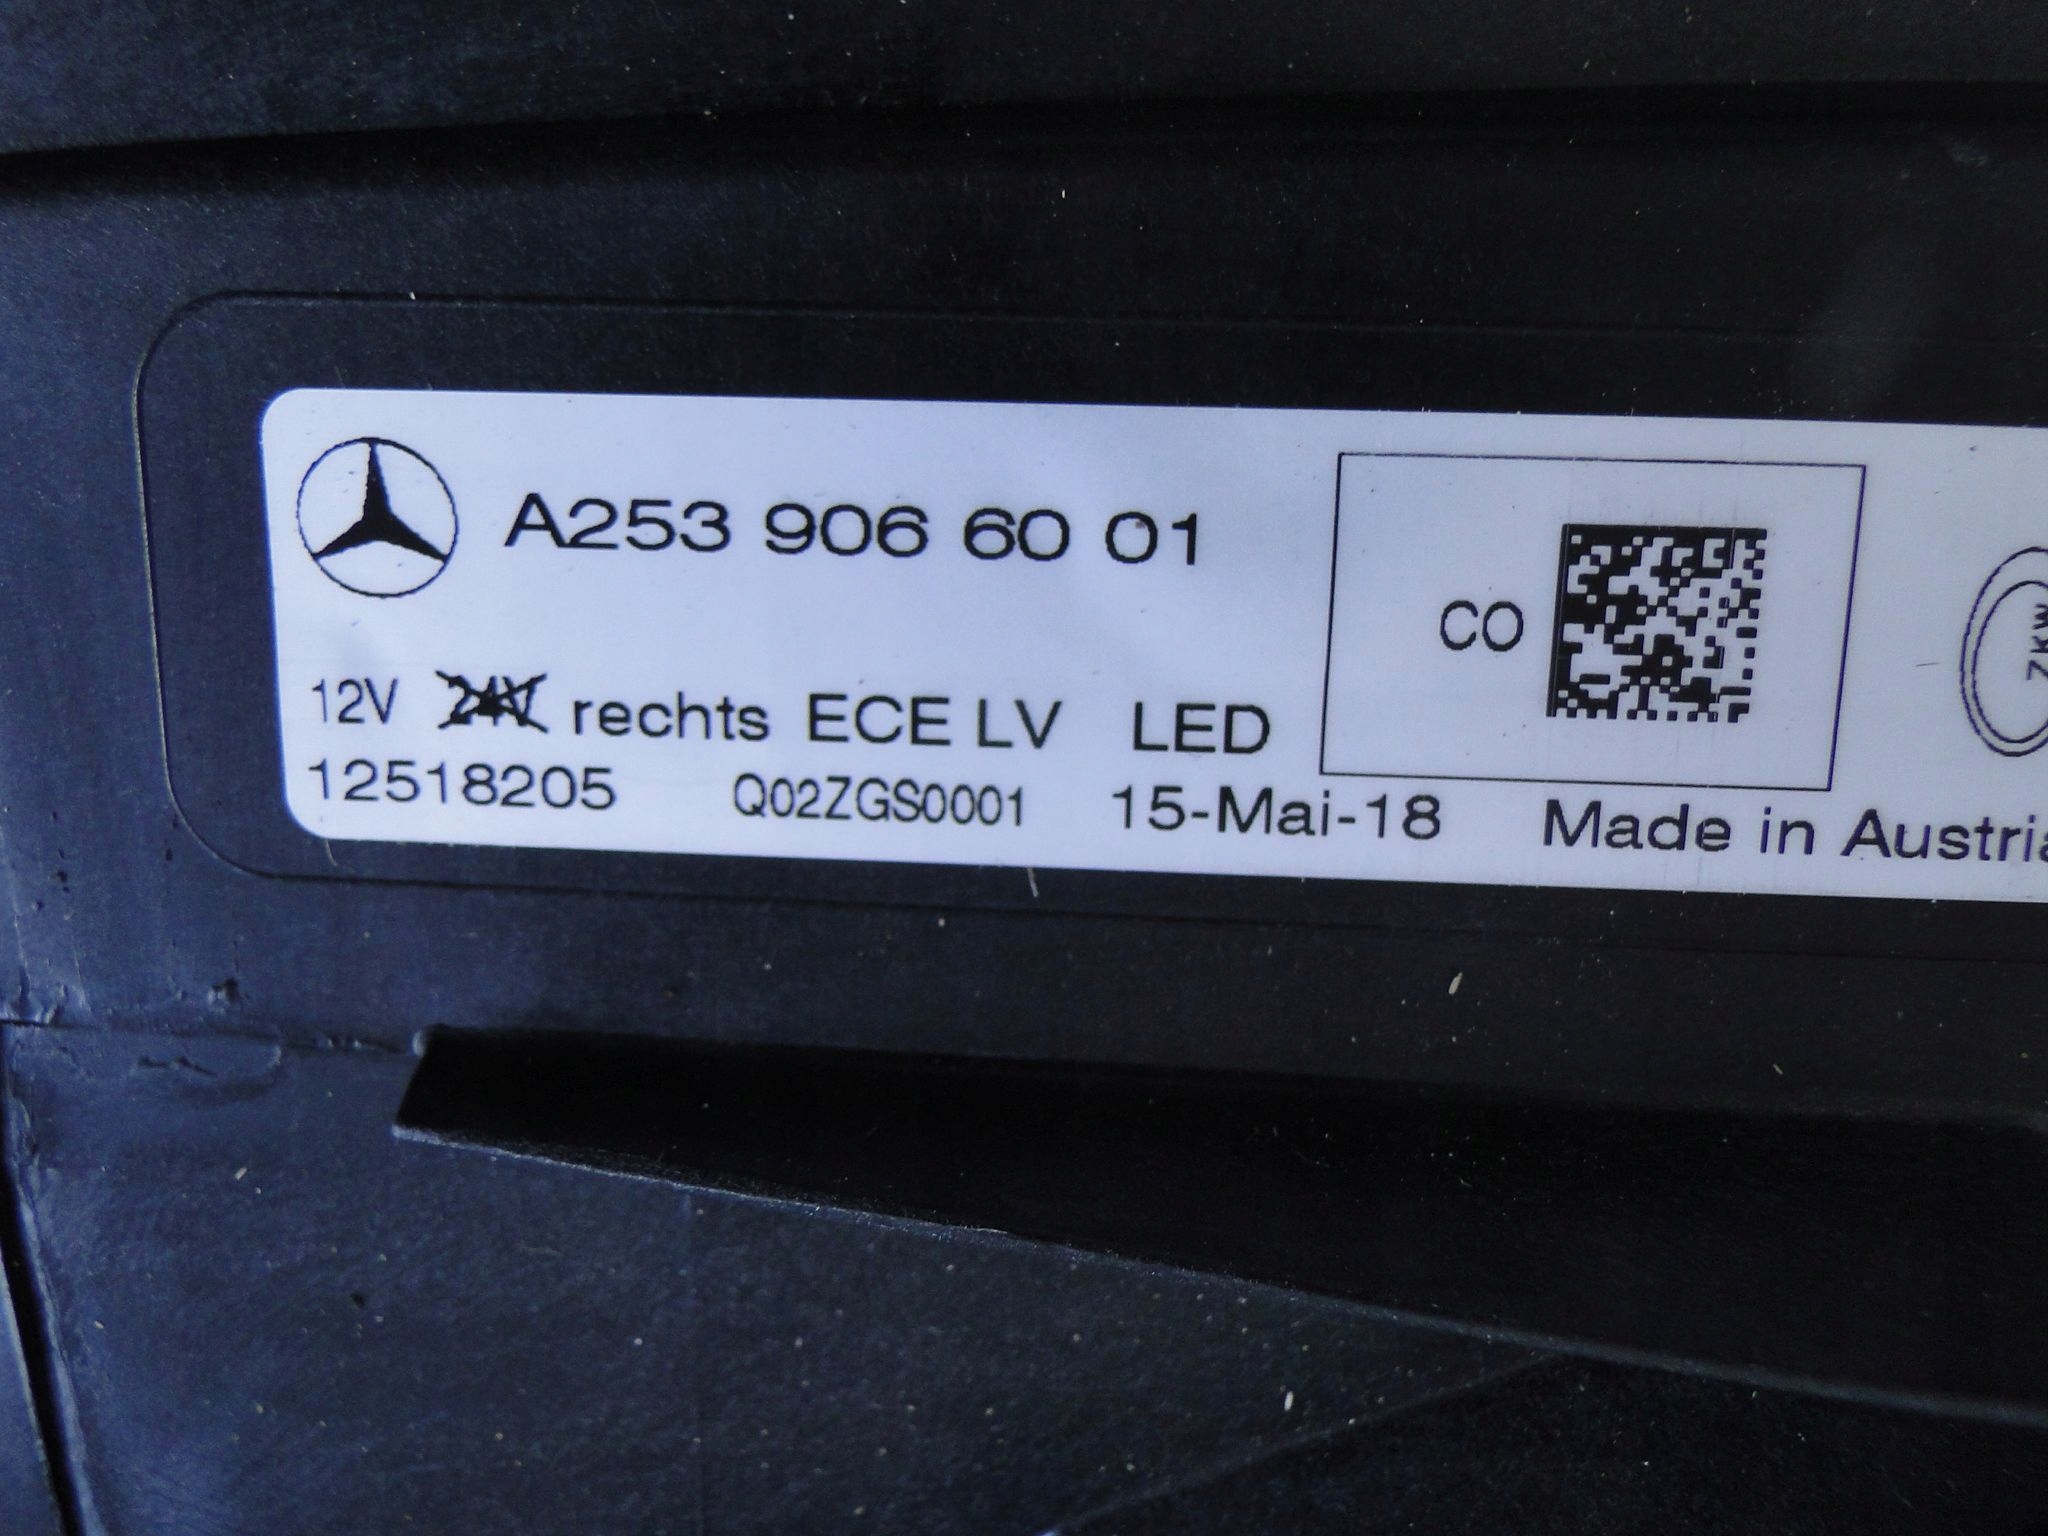 A253 906 60 01
CO
ZKW
12V 24V rechts ECE LV LED
12518205 Q02ZGS0001 15-Mai-18 Made in Austria